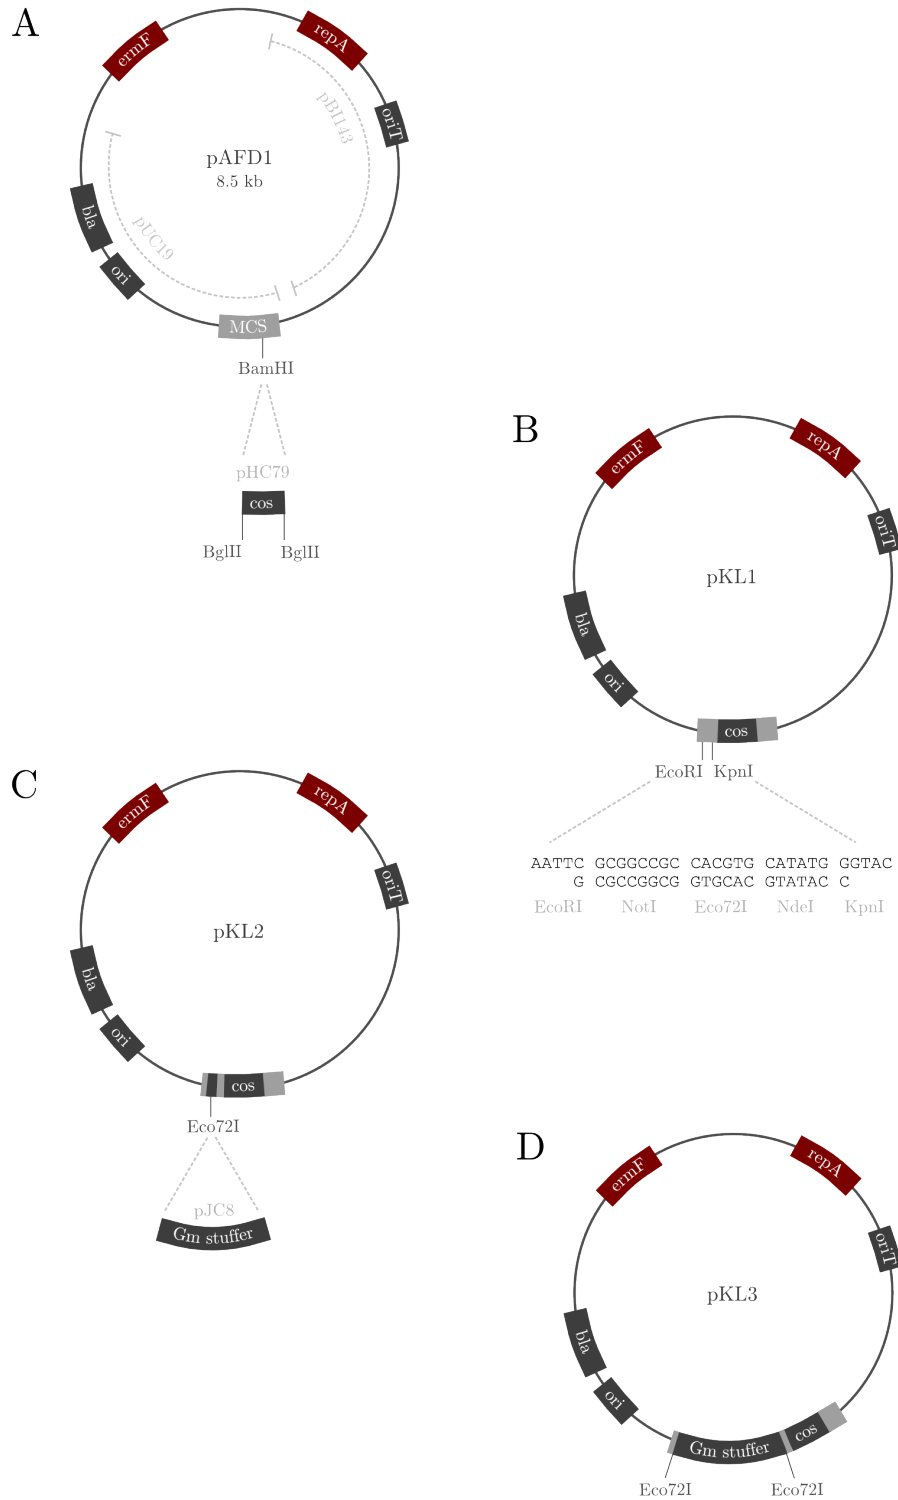 A
ermF
repA
oriT
pBI143
pAFD1
8.5 kb
bla
pUC19
ori
MCS
BamHI
pHC79
cos
BglII BglII
B
ermF
repA
oriT
pKL1
bla
ori
cos
EcoRI KpnI
AATTC GCGGCCGC CACGTG CATATG GGTAC
G CGCCGGCG GTGCAC GTATAC C
EcoRI NotI Eco72I NdeI KpnI
C
ermF
repA
oriT
pKL2
bla
ori
cos
Eco72I
pJC8
Gm stuffer
D
ermF
repA
oriT
pKL3
bla
ori
Gm stuffer
cos
Eco72I Eco72I